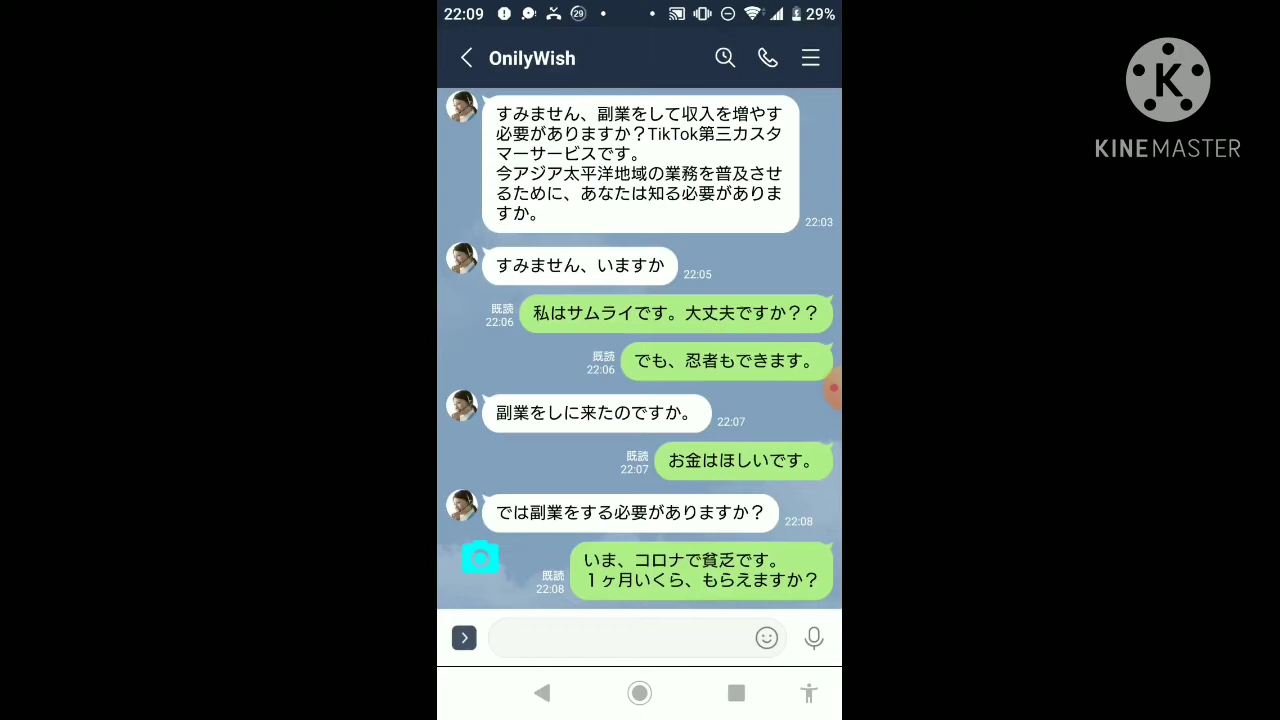 22:09
29
29%
OnilyWish
K
KINEMASTER
すみません、副業をして収入を増やす
必要がありますか？TikTok第三カスタ
マーサービスです。
今アジア太平洋地域の業務を普及させ
るために、あなたは知る必要がありま
すか。
22:03
すみません、いますか
22:05
既読
22:06
私はサムライです。大丈夫ですか？？
既読
22:06
でも、忍者もできます。
副業をしに来たのですか。
22:07
既読
22:07
お金はほしいです。
では副業をする必要がありますか？
22:08
既読
22:08
いま、コロナで貧乏です。
１ヶ月いくら、もらえますか？